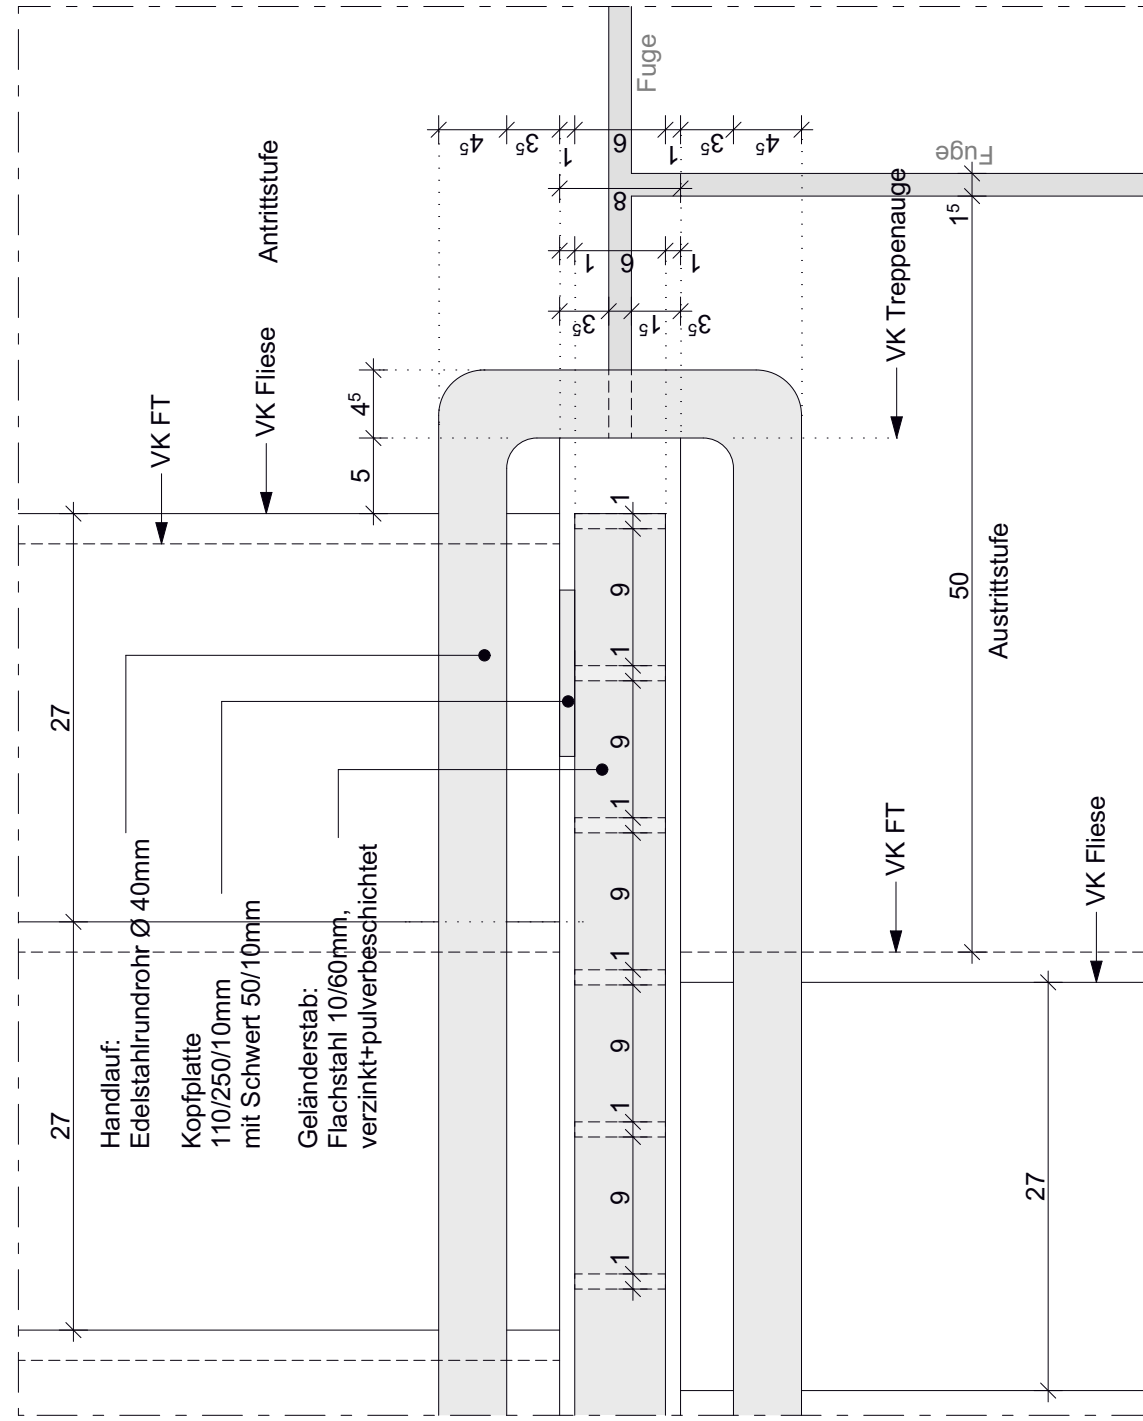 Fuge
4⁵
3⁵
1
6
1
3⁵
4⁵
Fuge
8
1
6
1
3⁵
1⁵
3⁵
1⁵
Antrittstufe
VK Treppenauge
VK Fliese
VK FT
4⁵
5
1
9
1
9
1
9
1
9
1
9
1
50
Austrittstufe
27
27
Handlauf:
Edelstahlrundrohr Ø 40mm
Kopfplatte
110/250/10mm
mit Schwert 50/10mm
Geländerstab:
Flachstahl 10/60mm,
verzinkt+pulverbeschichtet
VK FT
VK Fliese
27